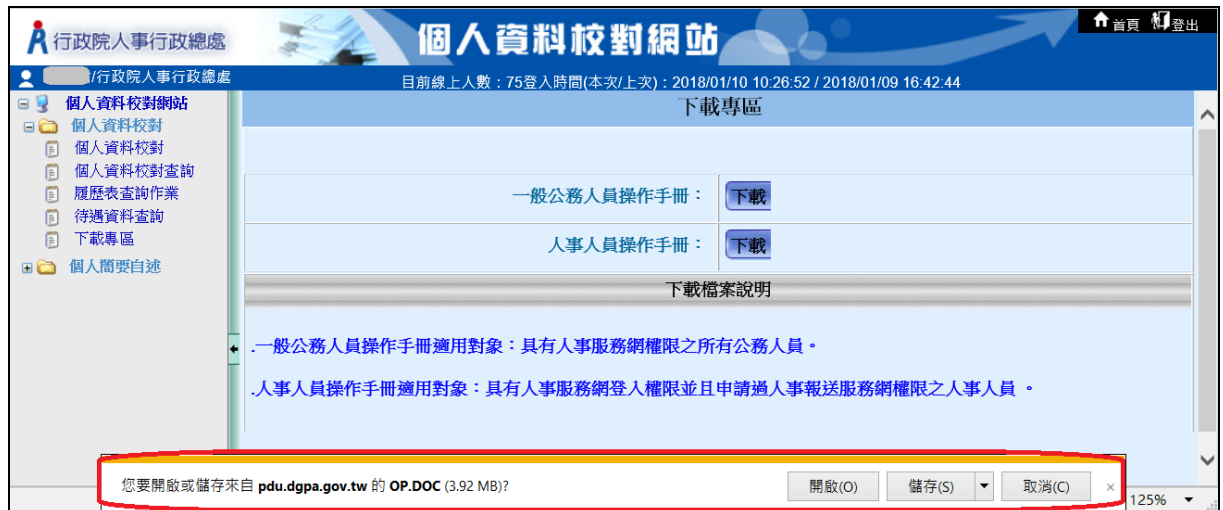 行政院人事行政總處
個人資料校對網站
首頁 登出
/行政院人事行政總處
目前線上人數：75登入時間(本次/上次)：2018/01/10 10:26:52 / 2018/01/09 16:42:44
個人資料校對網站
個人資料校對
個人資料校對
個人資料校對查詢
履歷表查詢作業
待遇資料查詢
下載專區
個人簡要自述
下載專區
一般公務人員操作手冊： 下載
人事人員操作手冊： 下載
下載檔案說明
.一般公務人員操作手冊適用對象：具有人事服務網權限之所有公務人員。
.人事人員操作手冊適用對象：具有人事服務網登入權限並且申請過人事報送服務網權限之人事人員 。
您要開啟或儲存來自 pdu.dgpa.gov.tw 的 OP.DOC (3.92 MB)?
開啟(O) 儲存(S) 取消(C) ×
125%